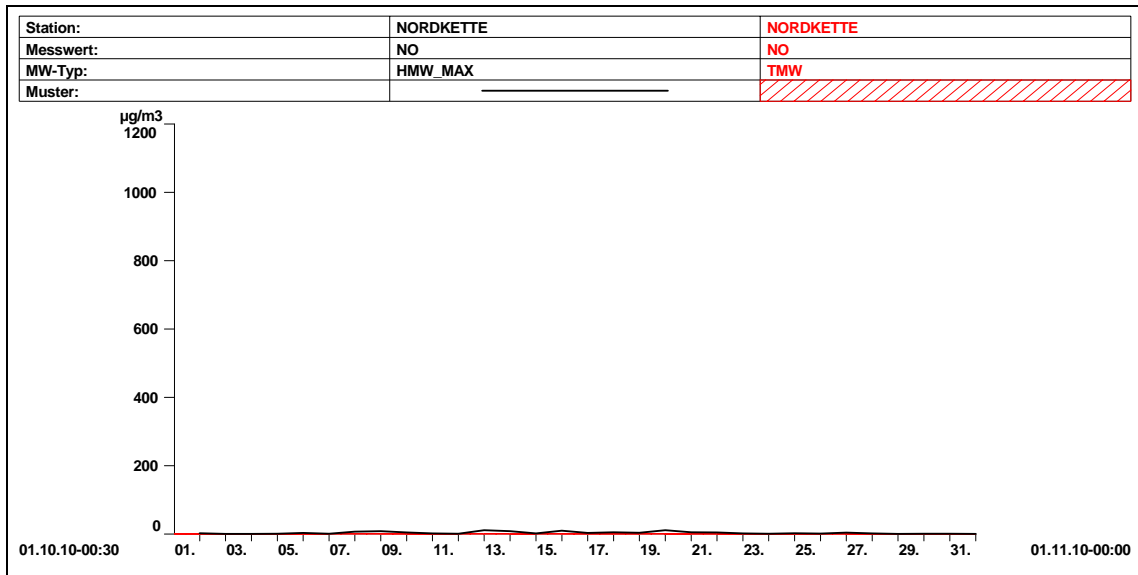 Station: NORDKETTE NORDKETTE
Messwert: NO NO
MW-Typ: HMW_MAX TMW
Muster:
µg/m3
1200
1000
800
600
400
200
0
01.10.10-00:30 01. 03. 05. 07. 09. 11. 13. 15. 17. 19. 21. 23. 25. 27. 29. 31. 01.11.10-00:00